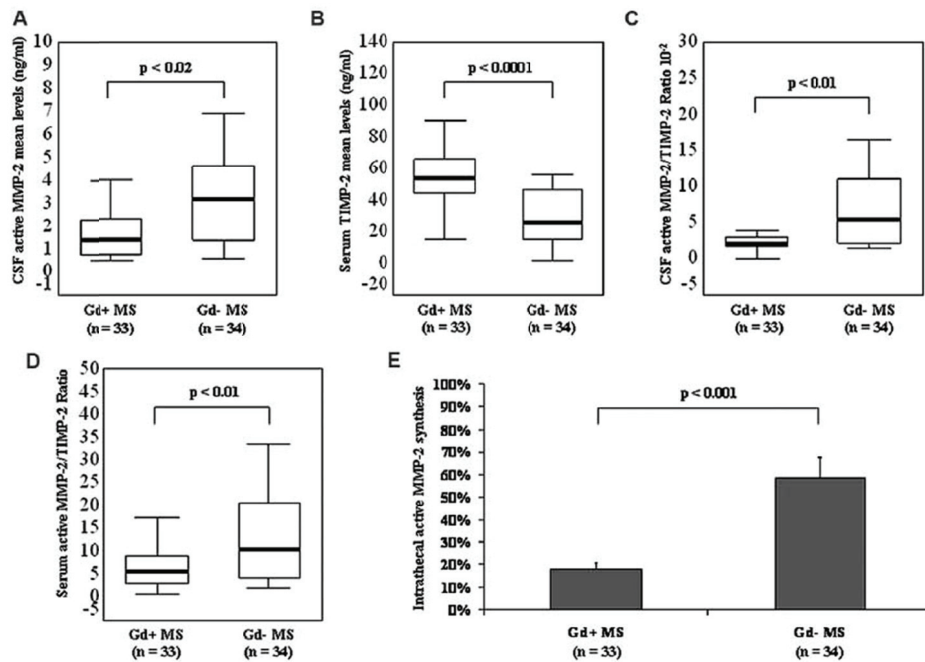 A
CSF active MMP-2 mean levels (ng/ml)
10
9
8
7
6
5
4
3
2
1
0
-1
p < 0.02
Gd+ MS
(n = 33)
Gd- MS
(n = 34)
B
Serum TIMP-2 mean levels (ng/ml)
140
120
100
80
60
40
20
0
-20
p < 0.0001
Gd+ MS
(n = 33)
Gd- MS
(n = 34)
C
CSF active MMP-2/TIMP-2 Ratio 10⁻²
30
25
20
15
10
5
0
-5
p < 0.01
Gd+ MS
(n = 33)
Gd- MS
(n = 34)
D
Serum active MMP-2/TIMP-2 Ratio
50
45
40
35
30
25
20
15
10
5
0
-5
p < 0.01
Gd+ MS
(n = 33)
Gd- MS
(n = 34)
E
Intrathecal active MMP-2 synthesis
100%
90%
80%
70%
60%
50%
40%
30%
20%
10%
0%
p < 0.001
Gd+ MS
(n = 33)
Gd- MS
(n = 34)